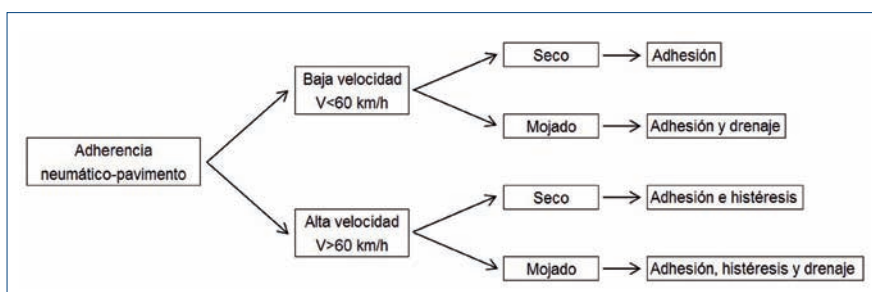 Adherencia
neumático-pavimento
Baja velocidad
V<60 km/h
Seco
Adhesión
Mojado
Adhesión y drenaje
Alta velocidad
V>60 km/h
Seco
Adhesión e histéresis
Mojado
Adhesión, histéresis y drenaje